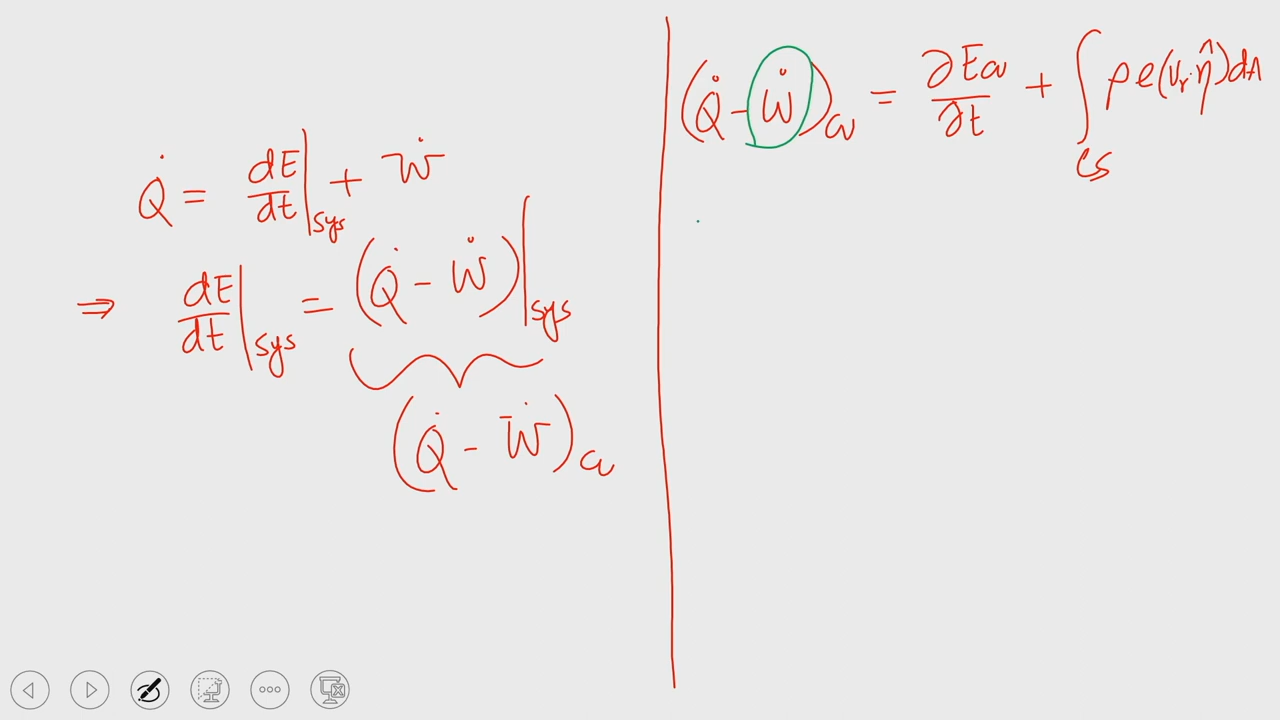 Q̇ = dE/dt|sys + Ẇ
⇒ dE/dt|sys = (Q̇ - Ẇ)|sys
(Q̇ - Ẇ)cv
(Q̇ - Ẇ)cv = ∂Ecv/∂t + ∫cs ρe(Vr·η̂)dA